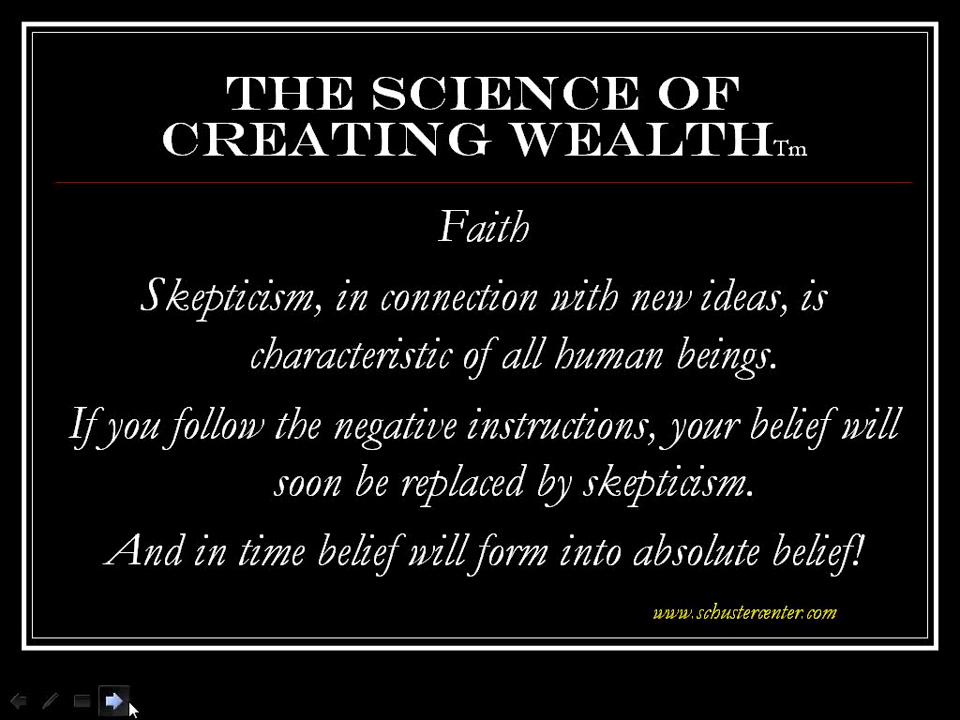 THE SCIENCE OF
CREATING WEALTHTm
Faith
Skepticism, in connection with new ideas, is
characteristic of all human beings.
If you follow the negative instructions, your belief will
soon be replaced by skepticism.
And in time belief will form into absolute belief!
www.schustercenter.com